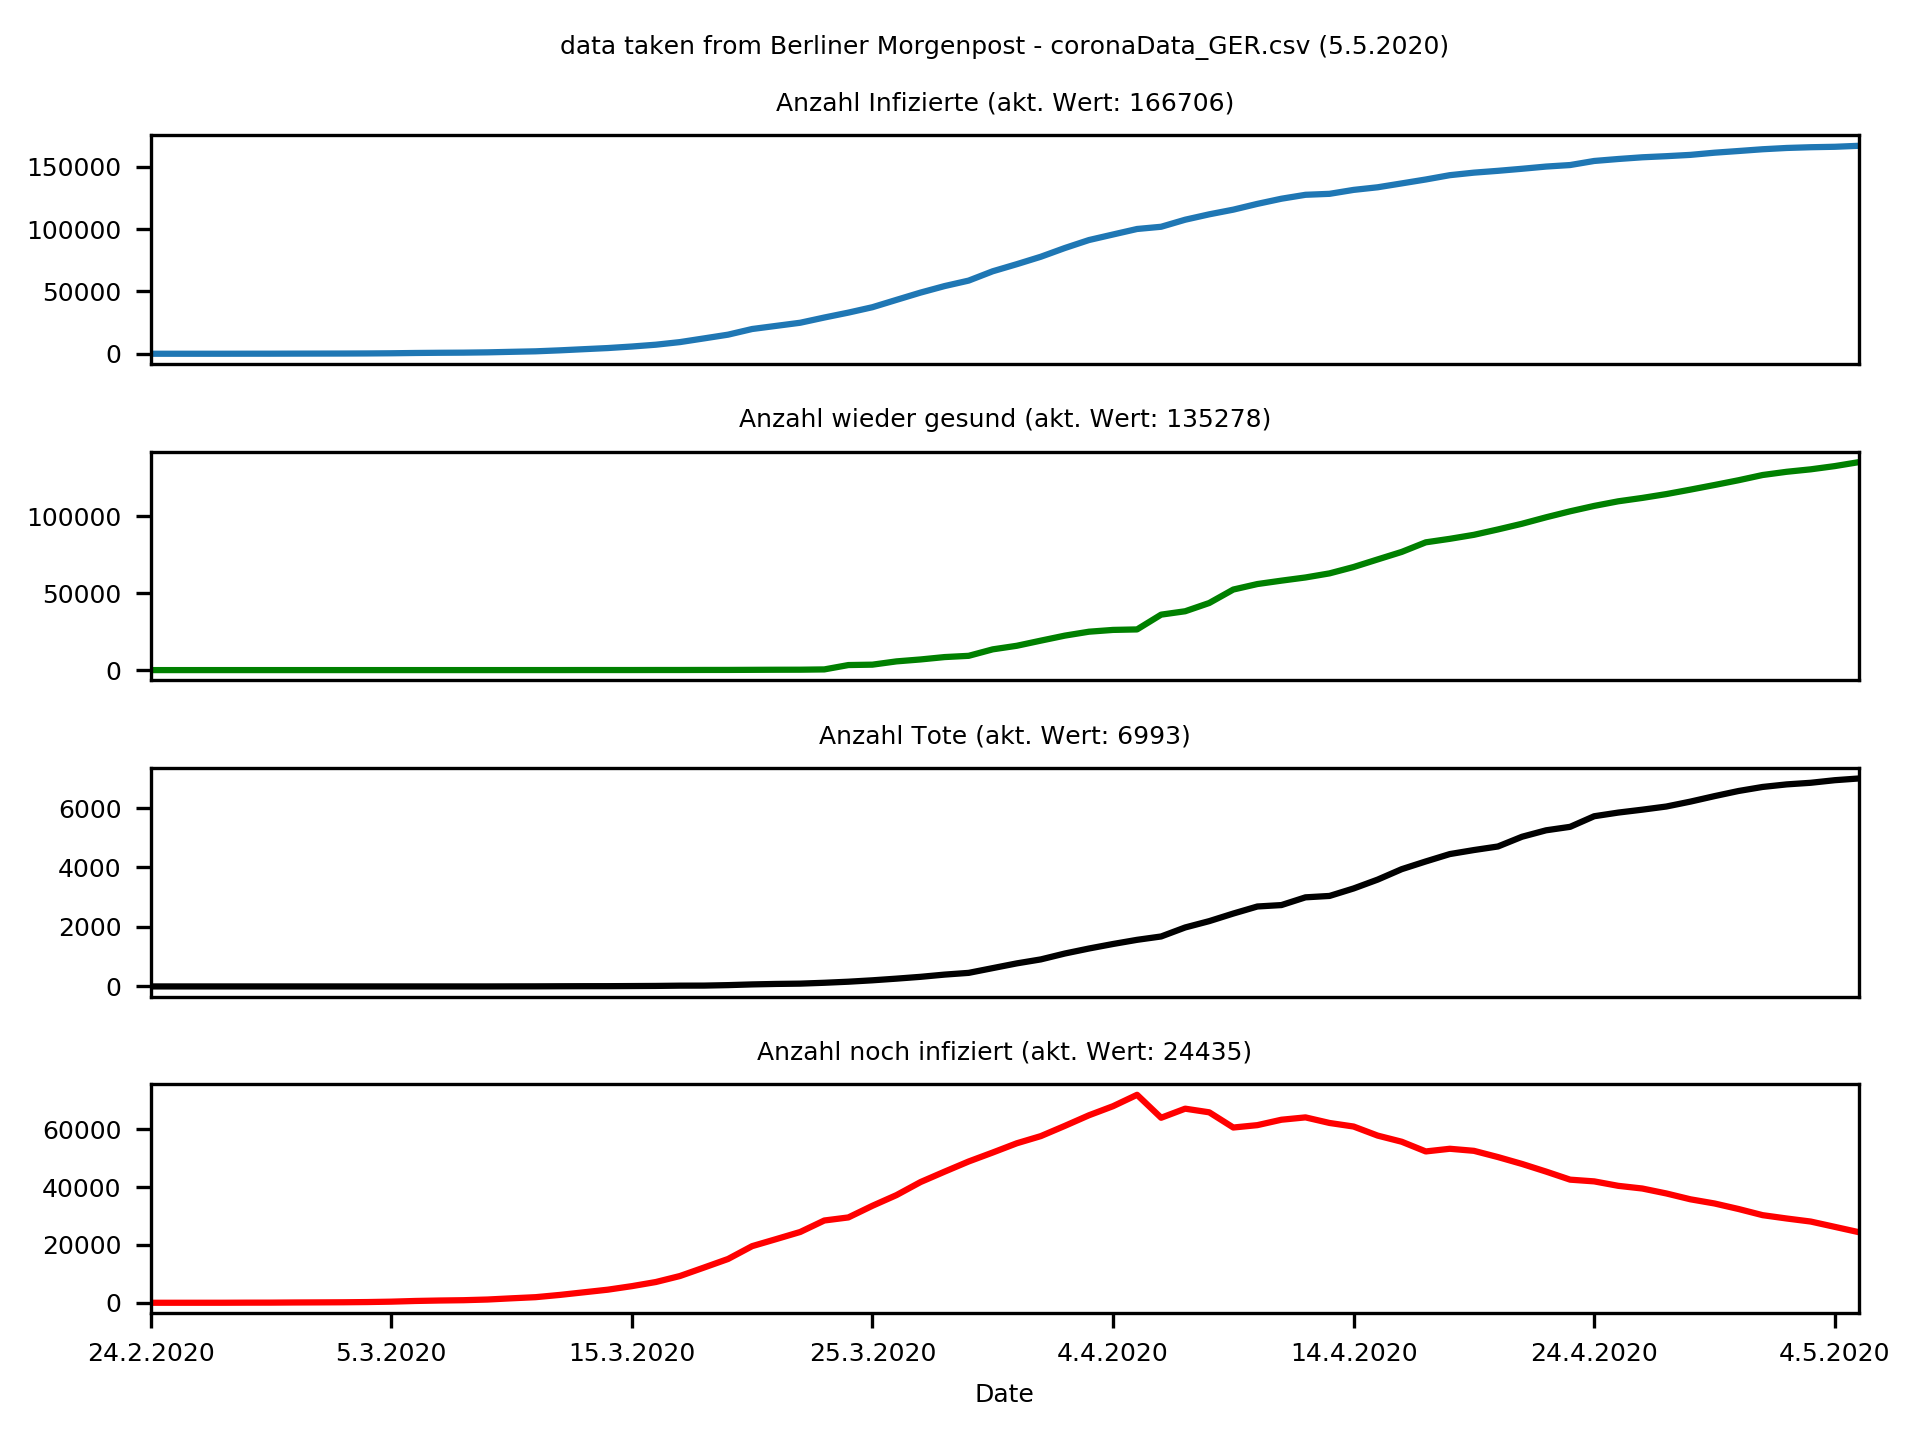 data taken from Berliner Morgenpost - coronaData_GER.csv (5.5.2020)
Anzahl Infizierte (akt. Wert: 166706)
150000
100000
50000
0
Anzahl wieder gesund (akt. Wert: 135278)
100000
50000
0
Anzahl Tote (akt. Wert: 6993)
6000
4000
2000
0
Anzahl noch infiziert (akt. Wert: 24435)
60000
40000
20000
0
24.2.2020 5.3.2020 15.3.2020 25.3.2020 4.4.2020 14.4.2020 24.4.2020 4.5.2020
Date